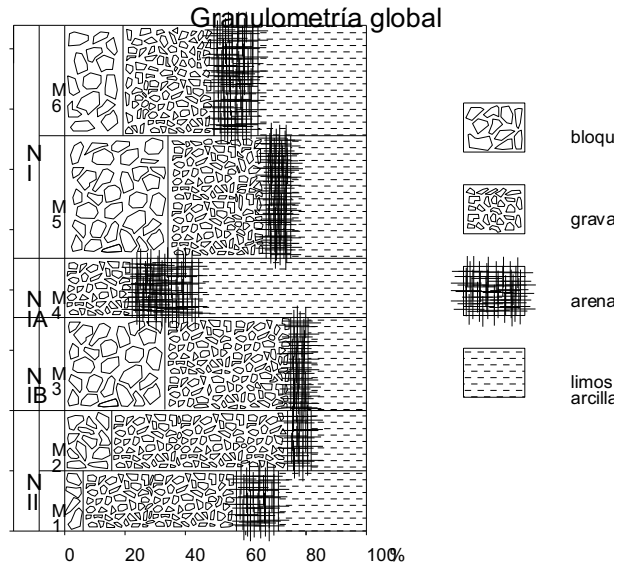 Granulometría global
M 6
N I
M 5
N IA
M 4
N IB
M 3
M 2
N II
M 1
0 20 40 60 80 100%
bloqu
grava
arena
limos
arcilla